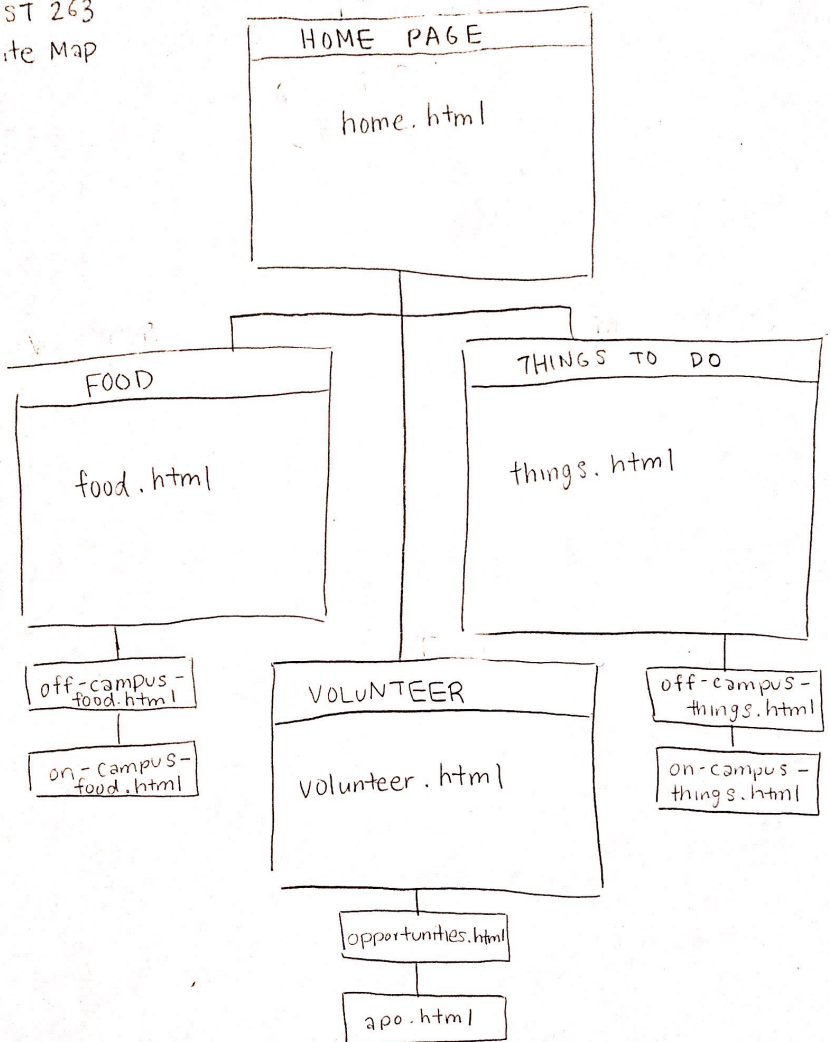 ST 263
ite Map
HOME PAGE
home.html
FOOD
food.html
THINGS TO DO
things.html
off-campus-
food.html
on-campus-
food.html
VOLUNTEER
volunteer.html
opportunities.html
apo.html
off-campus-
things.html
on-campus-
things.html